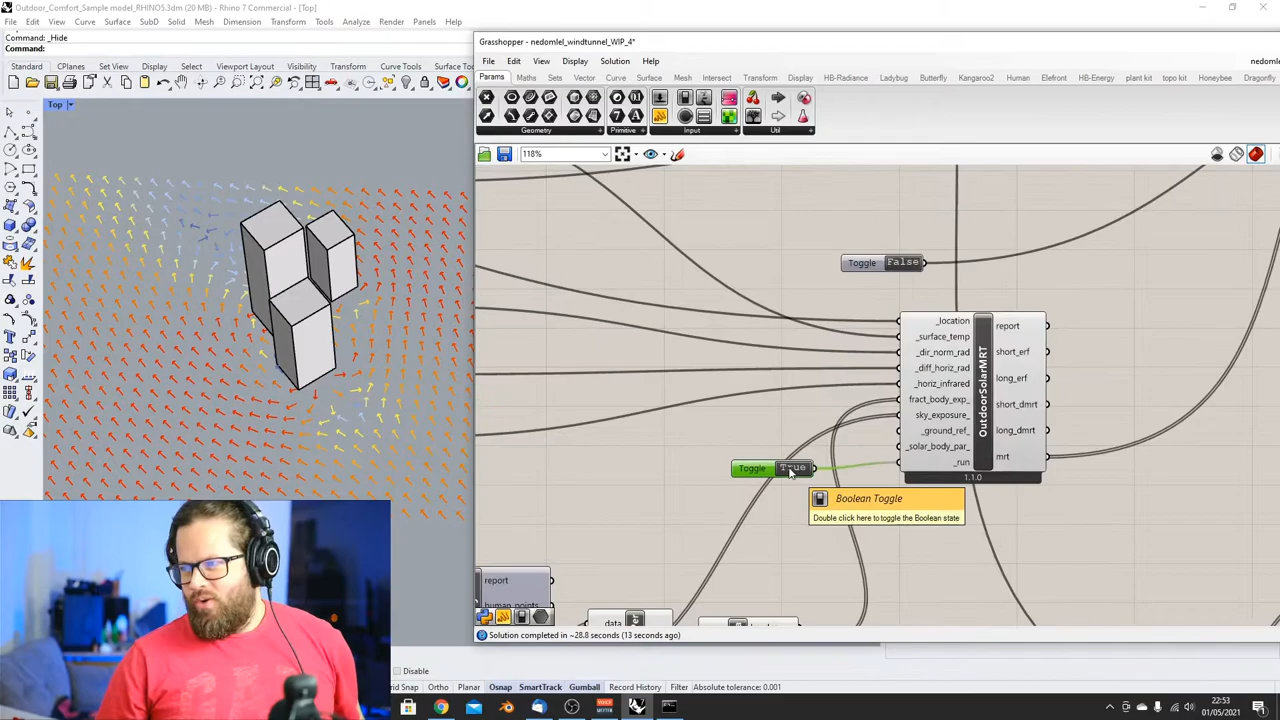 Outdoor_Comfort_Sample model_RHINO5.3dm (20 MB) - Rhino 7 Commercial - [Top]
File Edit View Curve Surface SubD Solid Mesh Dimension Transform Tools Analyze Render Panels Help
Command: _Hide
Command:
Standard CPlanes Set View Display Select Viewport Layout Visibility Transform Curve Tools Surface To
Top
Grasshopper - nedomlel_windtunnel_WIP_4*
File Edit View Display Solution Help nedomle
Params Maths Sets Vector Curve Surface Mesh Intersect Transform Display HB-Radiance Ladybug Butterfly Kangaroo2 Human Elefront HB-Energy plant kit topo kit Honeybee Dragonfly
Geometry Primitive Input Util
118%
Toggle False
_location
_surface_temp
_dir_norm_rad
_diff_horiz_rad
_horiz_infrared
fract_body_exp_
sky_exposure_
_ground_ref_
_solar_body_par_
_run
OutdoorSolarMRT
report
short_erf
long_erf
short_dmrt
long_dmrt
mrt
1.1.0
Toggle True
Boolean Toggle
Double click here to toggle the Boolean state
report
human_points
data
Solution completed in ~28.8 seconds (13 seconds ago)
Disable
rid Snap Ortho Planar Osnap SmartTrack Gumball Record History Filter Absolute tolerance: 0.001
22:53
01/05/2021